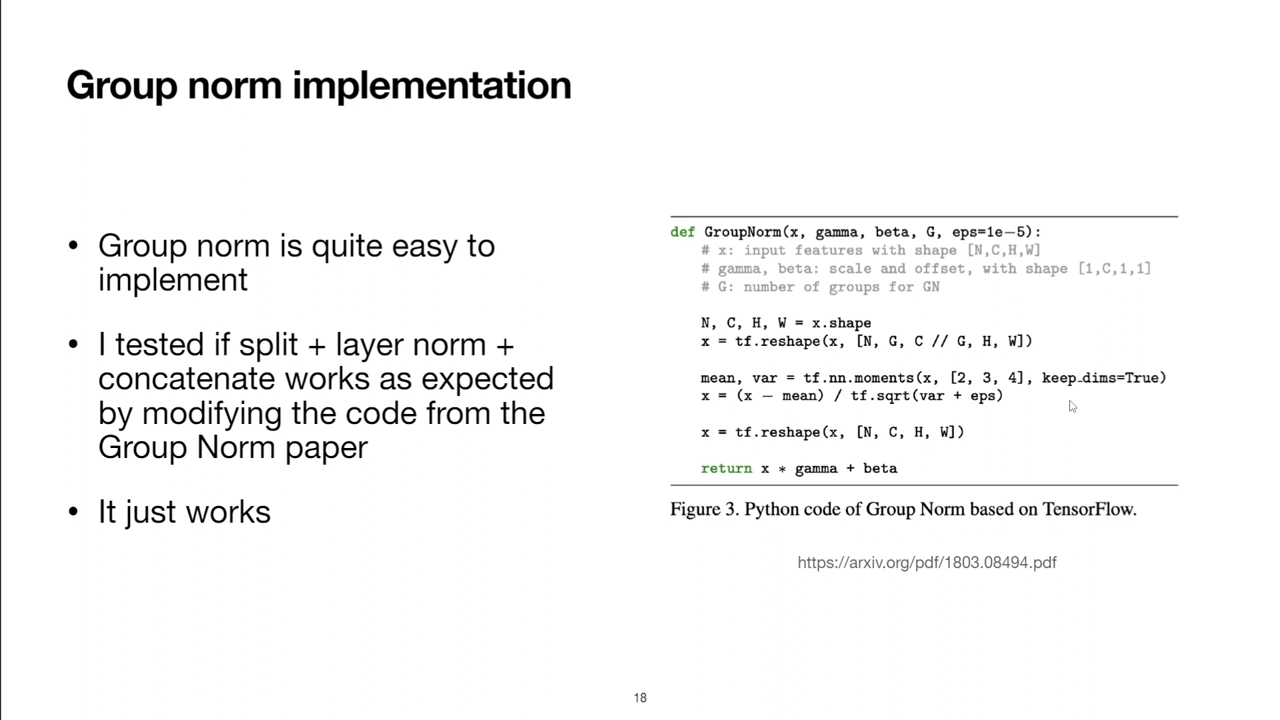 Group norm implementation
• Group norm is quite easy to
implement
• I tested if split + layer norm +
concatenate works as expected
by modifying the code from the
Group Norm paper
• It just works
def GroupNorm(x, gamma, beta, G, eps=1e−5):
# x: input features with shape [N,C,H,W]
# gamma, beta: scale and offset, with shape [1,C,1,1]
# G: number of groups for GN
N, C, H, W = x.shape
x = tf.reshape(x, [N, G, C // G, H, W])
mean, var = tf.nn.moments(x, [2, 3, 4], keep_dims=True)
x = (x − mean) / tf.sqrt(var + eps)
x = tf.reshape(x, [N, C, H, W])
return x ∗ gamma + beta
Figure 3. Python code of Group Norm based on TensorFlow.
https://arxiv.org/pdf/1803.08494.pdf
18